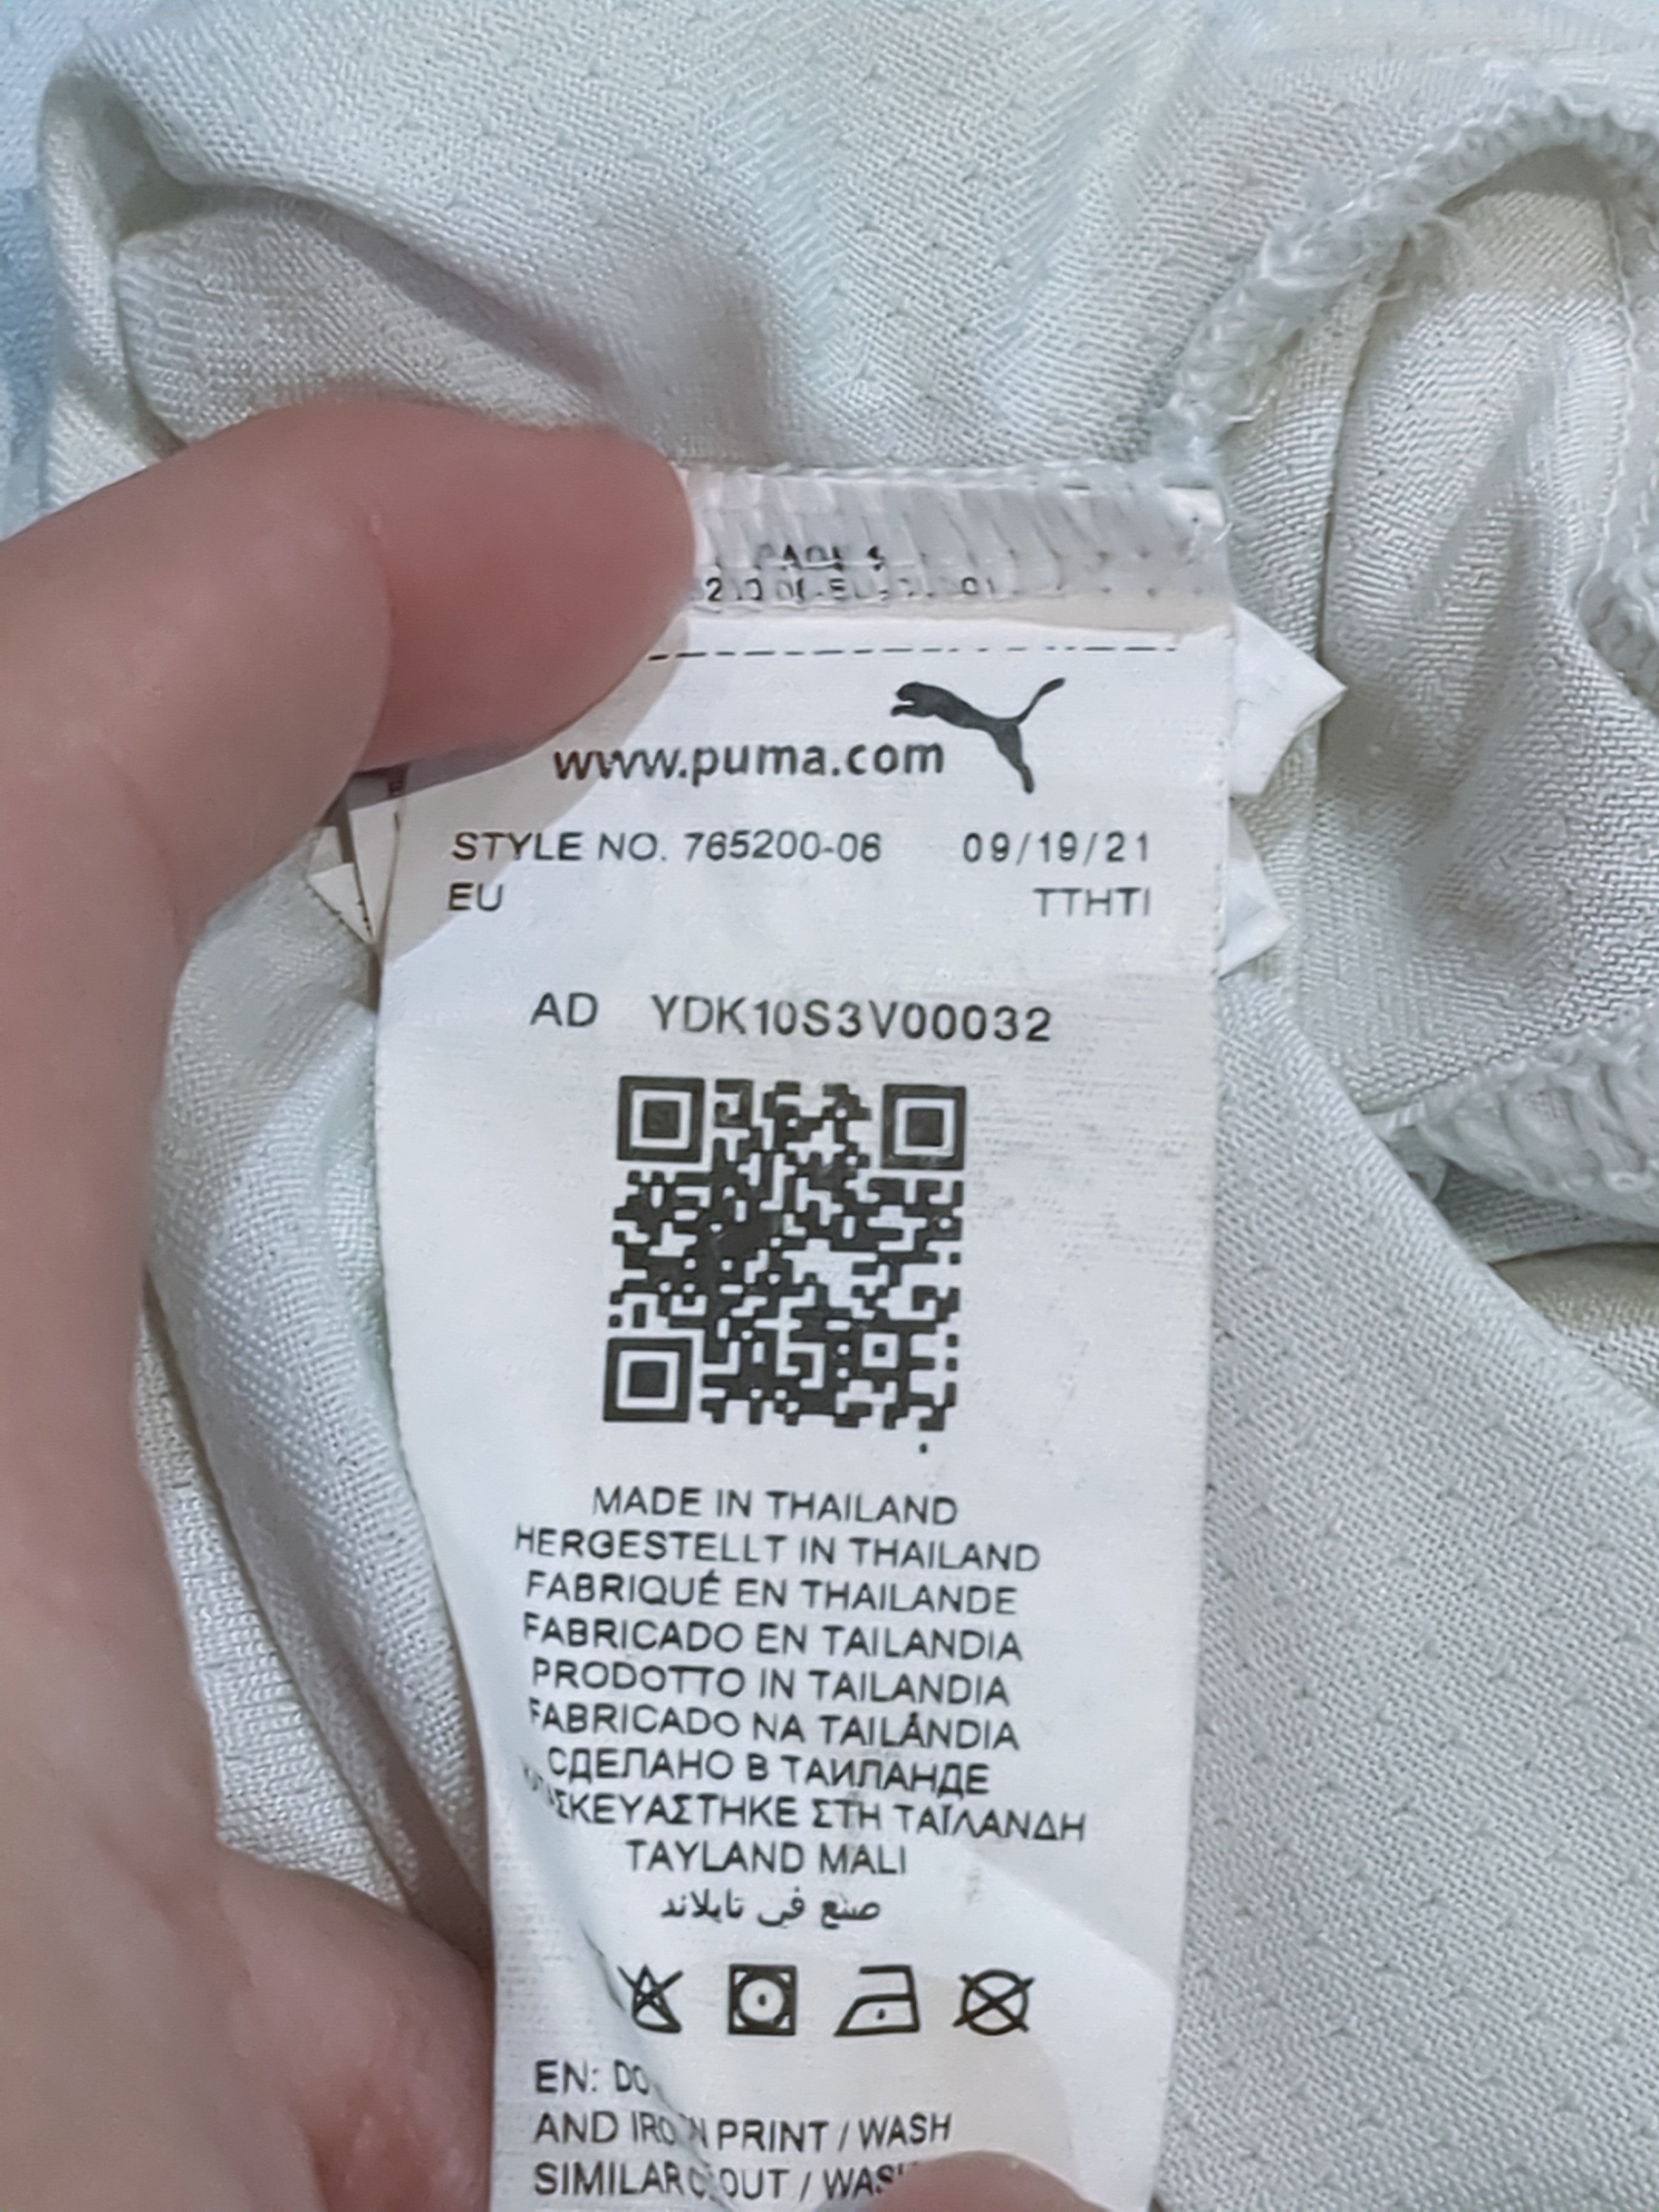 www.puma.com
STYLE NO. 765200-06 09/19/21
EU TTHTI
AD YDK10S3V00032
MADE IN THAILAND
HERGESTELLT IN THAILAND
FABRIQUÉ EN THAILANDE
FABRICADO EN TAILANDIA
PRODOTTO IN TAILANDIA
FABRICADO NA TAILÂNDIA
СДЕЛАНО В ТАИЛАНДЕ
ΣΤΗ ΤΑΪΛΑΝΔΗ
TAYLAND MALI
صنع في تايلاند
EN:
AND PRINT / WASH
SIMILAR /